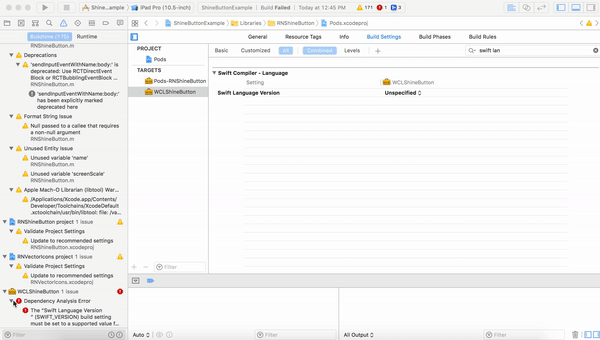 Shine...ample
iPad Pro (10.5-inch)
ShineButtonExample | Build Failed | Today at 12:45 PM
171
1
3
ShineButtonExample
Libraries
RNShineButton
Pods.xcodeproj
Buildtime
Runtime
General
Resource Tags
Info
Build Settings
Build Phases
Build Rules
RNShineButton.m
Deprecations
'sendInputEventWithName:body:' is
deprecated: Use RCTDirectEvent
Block or RCTBubblingEventBlock ...
RNShineButton.m
'sendInputEventWithName:body:'
has been explicitly marked
deprecated here
Format String Issue
Null passed to a callee that requires
a non-null argument
RNShineButton.m
Unused Entity Issue
Unused variable 'name'
RNShineButton.m
Unused variable 'screenScale'
RNShineButton.m
Apple Mach-O Librarian (libtool) War...
/Applications/Xcode.app/Contents/
Developer/Toolchains/XcodeDefault
.xctoolchain/usr/bin/libtool: file: /va...
RNShineButton project 1 issue
Validate Project Settings
Update to recommended settings
RNShineButton.xcodeproj
RNVectorIcons project 1 issue
Validate Project Settings
Update to recommended settings
RNVectorIcons.xcodeproj
WCLShineButton 1 issue
Dependency Analysis Error
The "Swift Language Version
" (SWIFT_VERSION) build setting
must be set to a supported value f...
Filter
PROJECT
Pods
TARGETS
Pods-RNShineButton
WCLShineButton
Filter
Basic
Customized
All
Combined
Levels
+
swift lan
Swift Compiler - Language
Setting
WCLShineButton
Swift Language Version
Unspecified
Auto
All Output
Filter